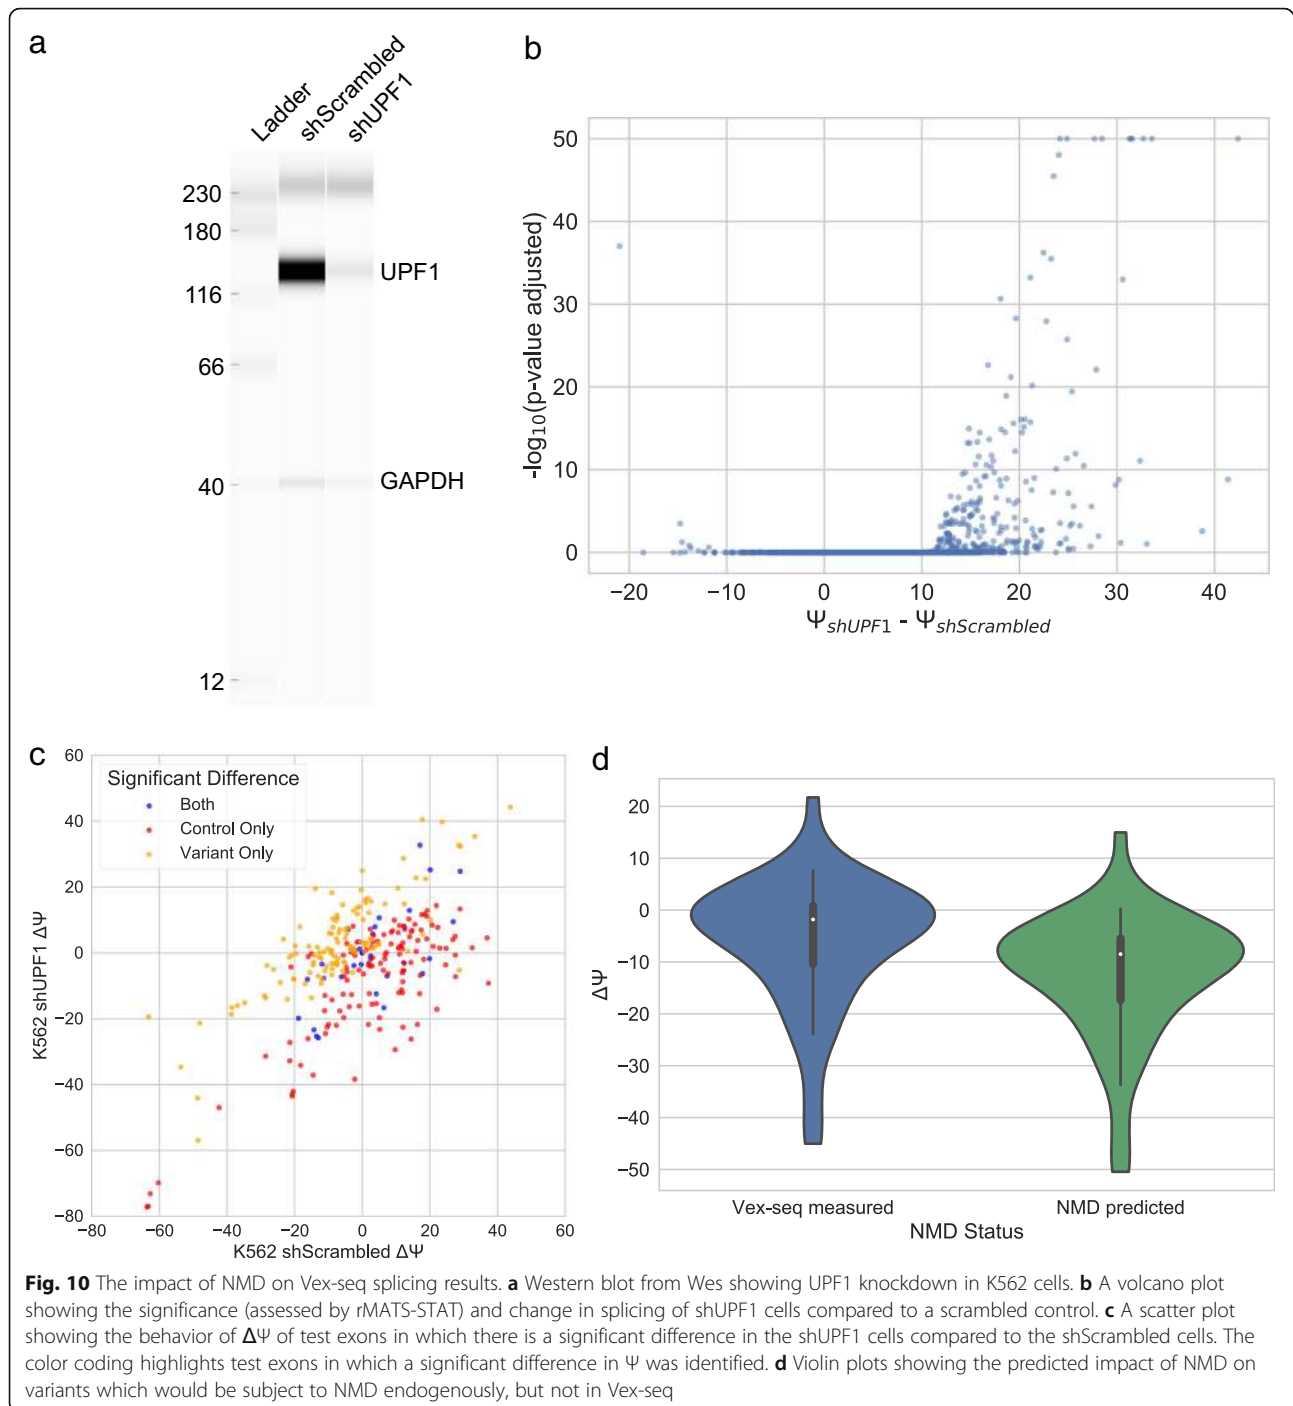 a
Ladder
shScrambled
shUPF1
230
180
116
66
40
12
UPF1
GAPDH
b
-log10(p-value adjusted)
50
40
30
20
10
0
−20 −10 0 10 20 30 40
ΨshUPF1 - ΨshScrambled
c
K562 shUPF1 ΔΨ
60
40
20
0
−20
−40
−60
−80
Significant Difference
Both
Control Only
Variant Only
−80 −60 −40 −20 0 20 40 60
K562 shScrambled ΔΨ
d
ΔΨ
20
10
0
−10
−20
−30
−40
−50
Vex-seq measured NMD predicted
NMD Status
Fig. 10 The impact of NMD on Vex-seq splicing results. a Western blot from Wes showing UPF1 knockdown in K562 cells. b A volcano plot
showing the significance (assessed by rMATS-STAT) and change in splicing of shUPF1 cells compared to a scrambled control. c A scatter plot
showing the behavior of ΔΨ of test exons in which there is a significant difference in the shUPF1 cells compared to the shScrambled cells. The
color coding highlights test exons in which a significant difference in Ψ was identified. d Violin plots showing the predicted impact of NMD on
variants which would be subject to NMD endogenously, but not in Vex-seq